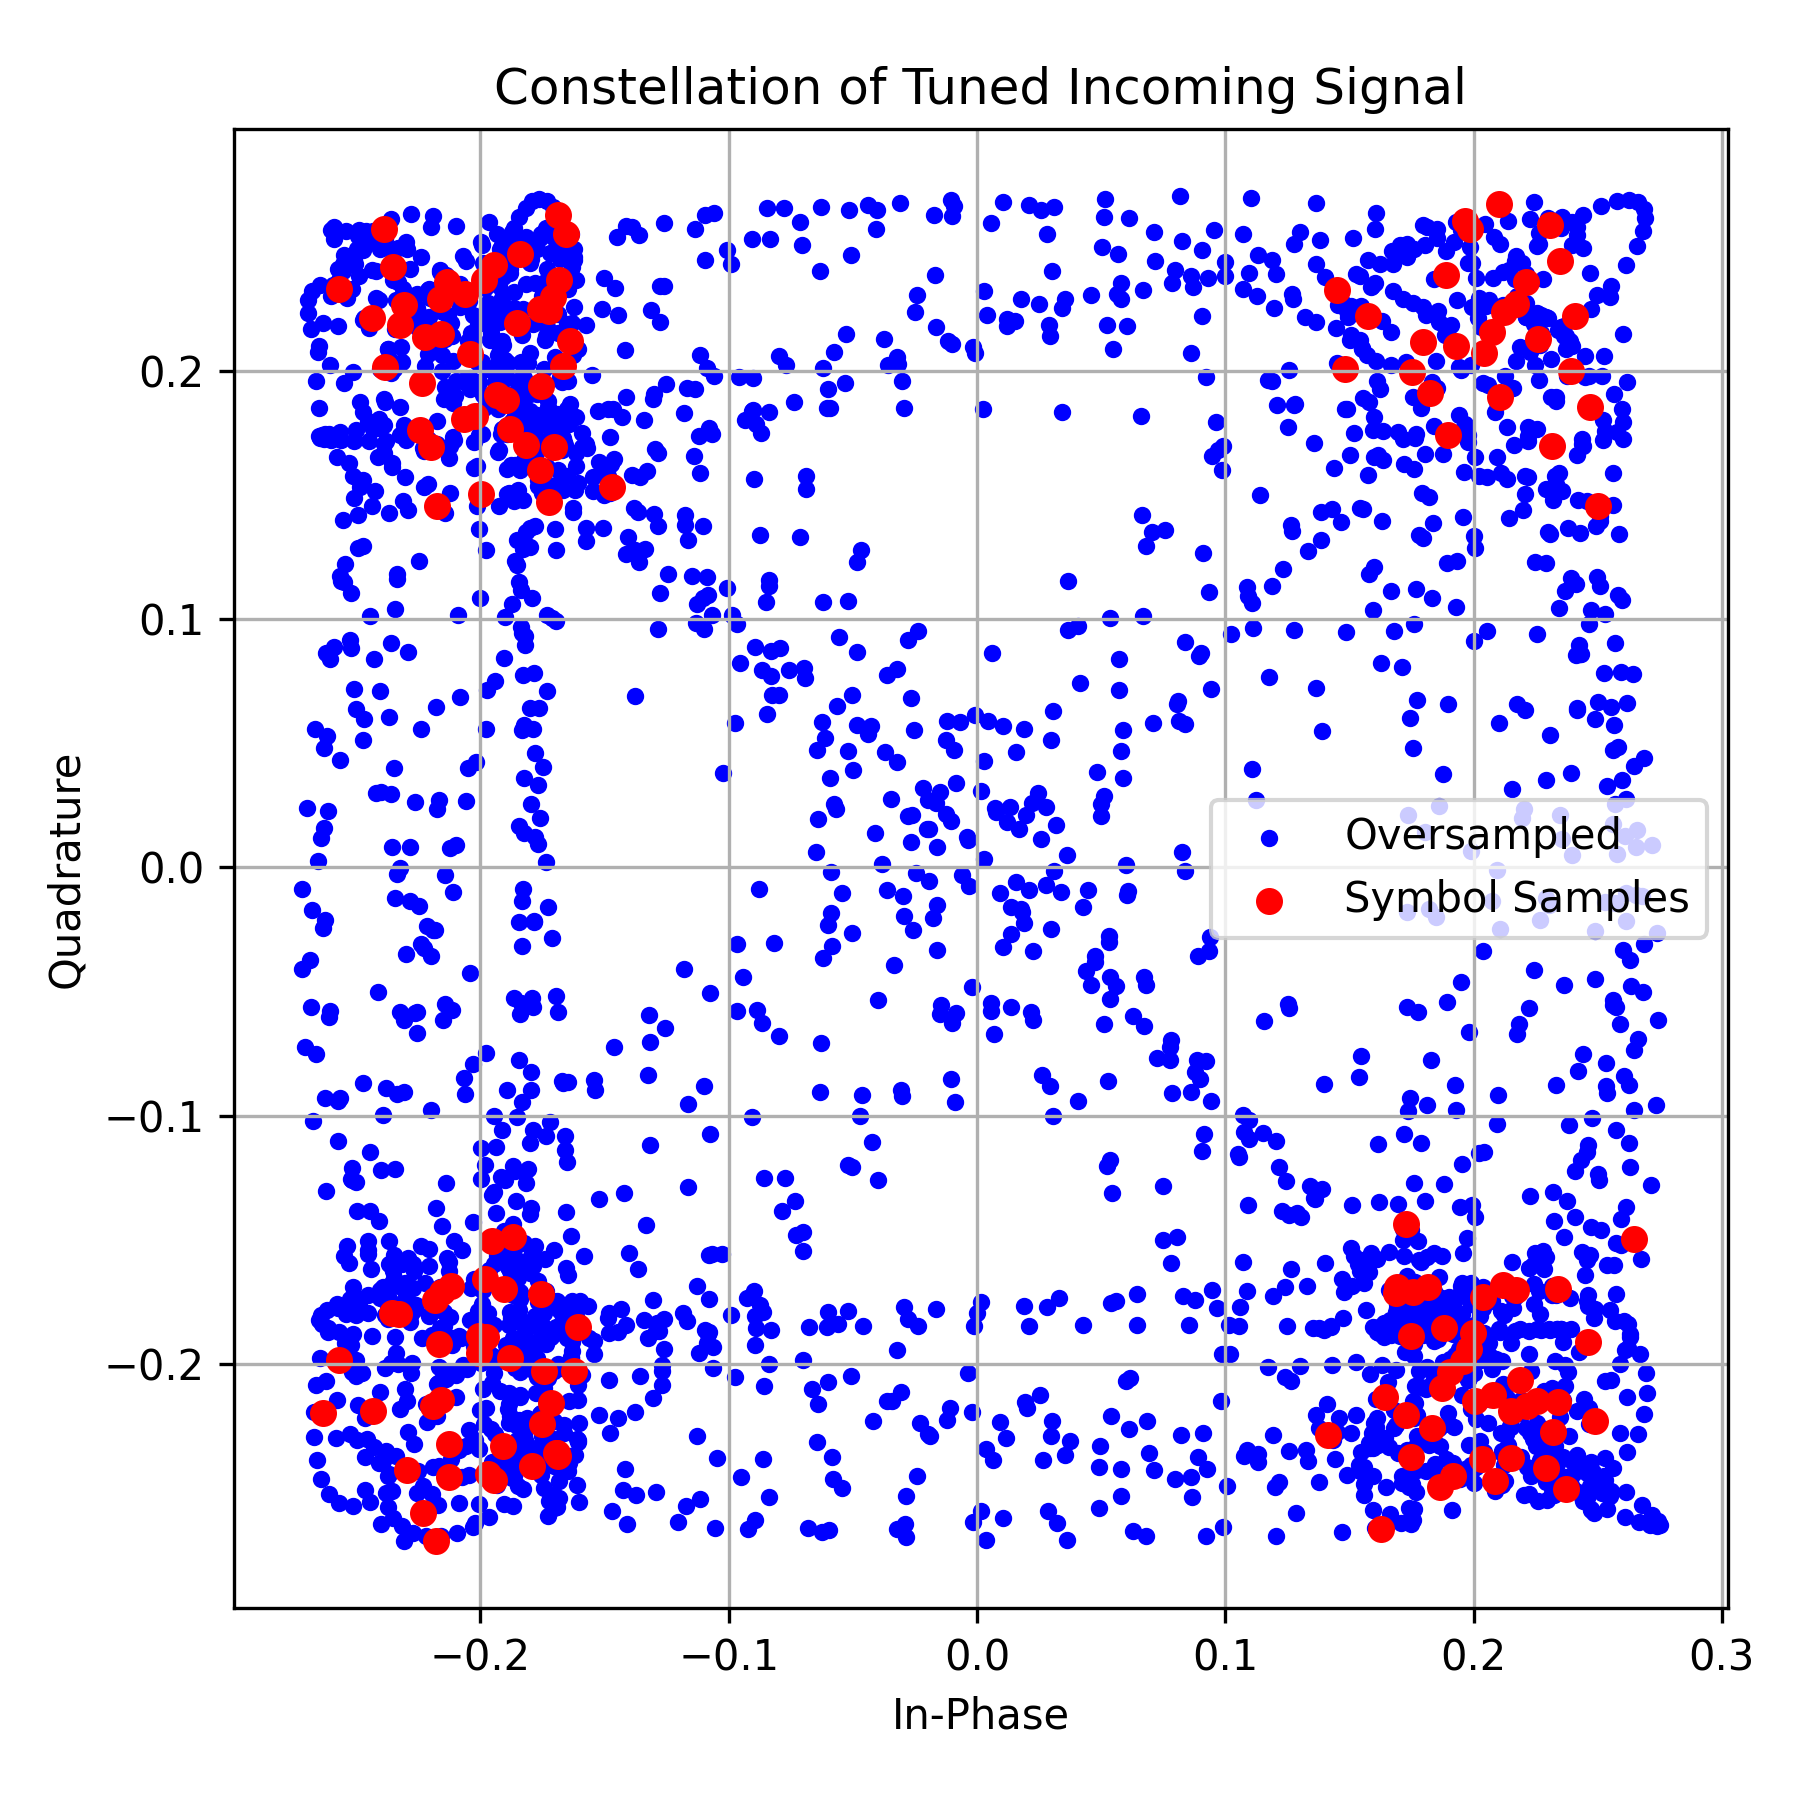 Constellation of Tuned Incoming Signal
Quadrature
0.2
0.1
0.0
−0.1
−0.2
Oversampled
Symbol Samples
−0.2
−0.1
0.0
0.1
0.2
0.3
In-Phase